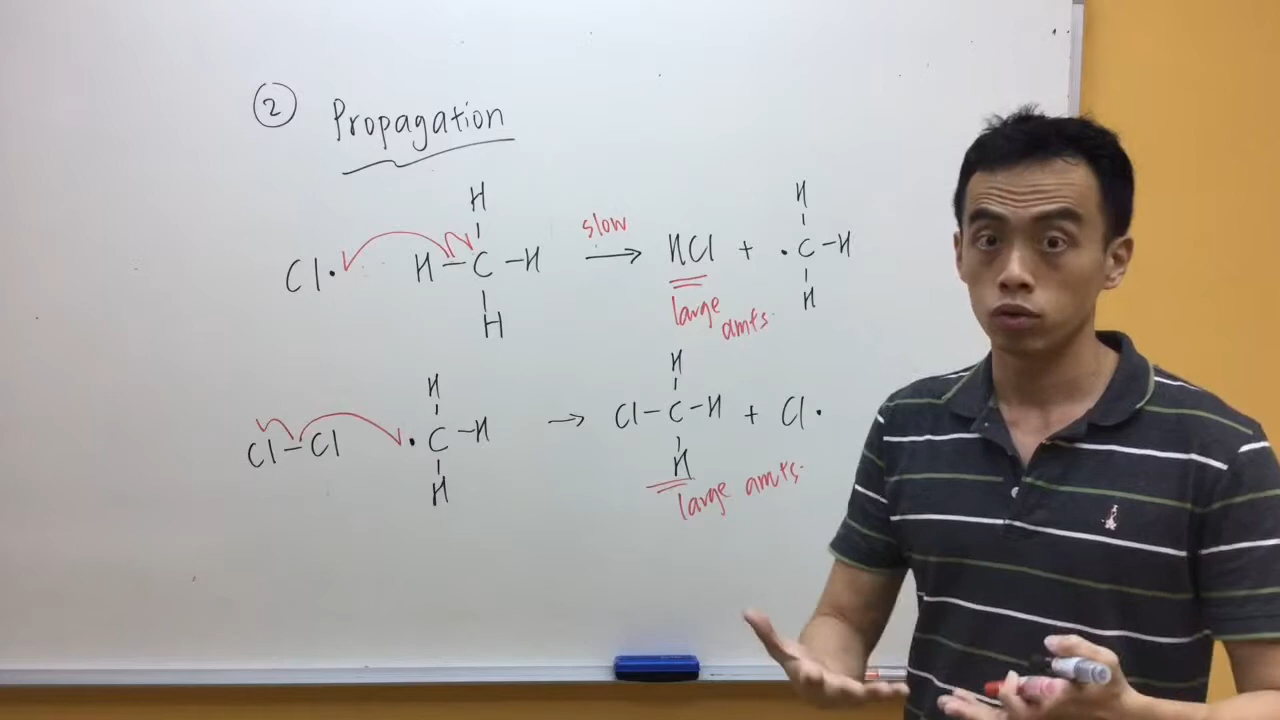 ② Propagation
H
Cl• H–C–H slow → HCl + •C–H
H
H
H
large amts.
H
H
Cl–Cl •C–H → Cl–C–H + Cl•
H
H
large amts.